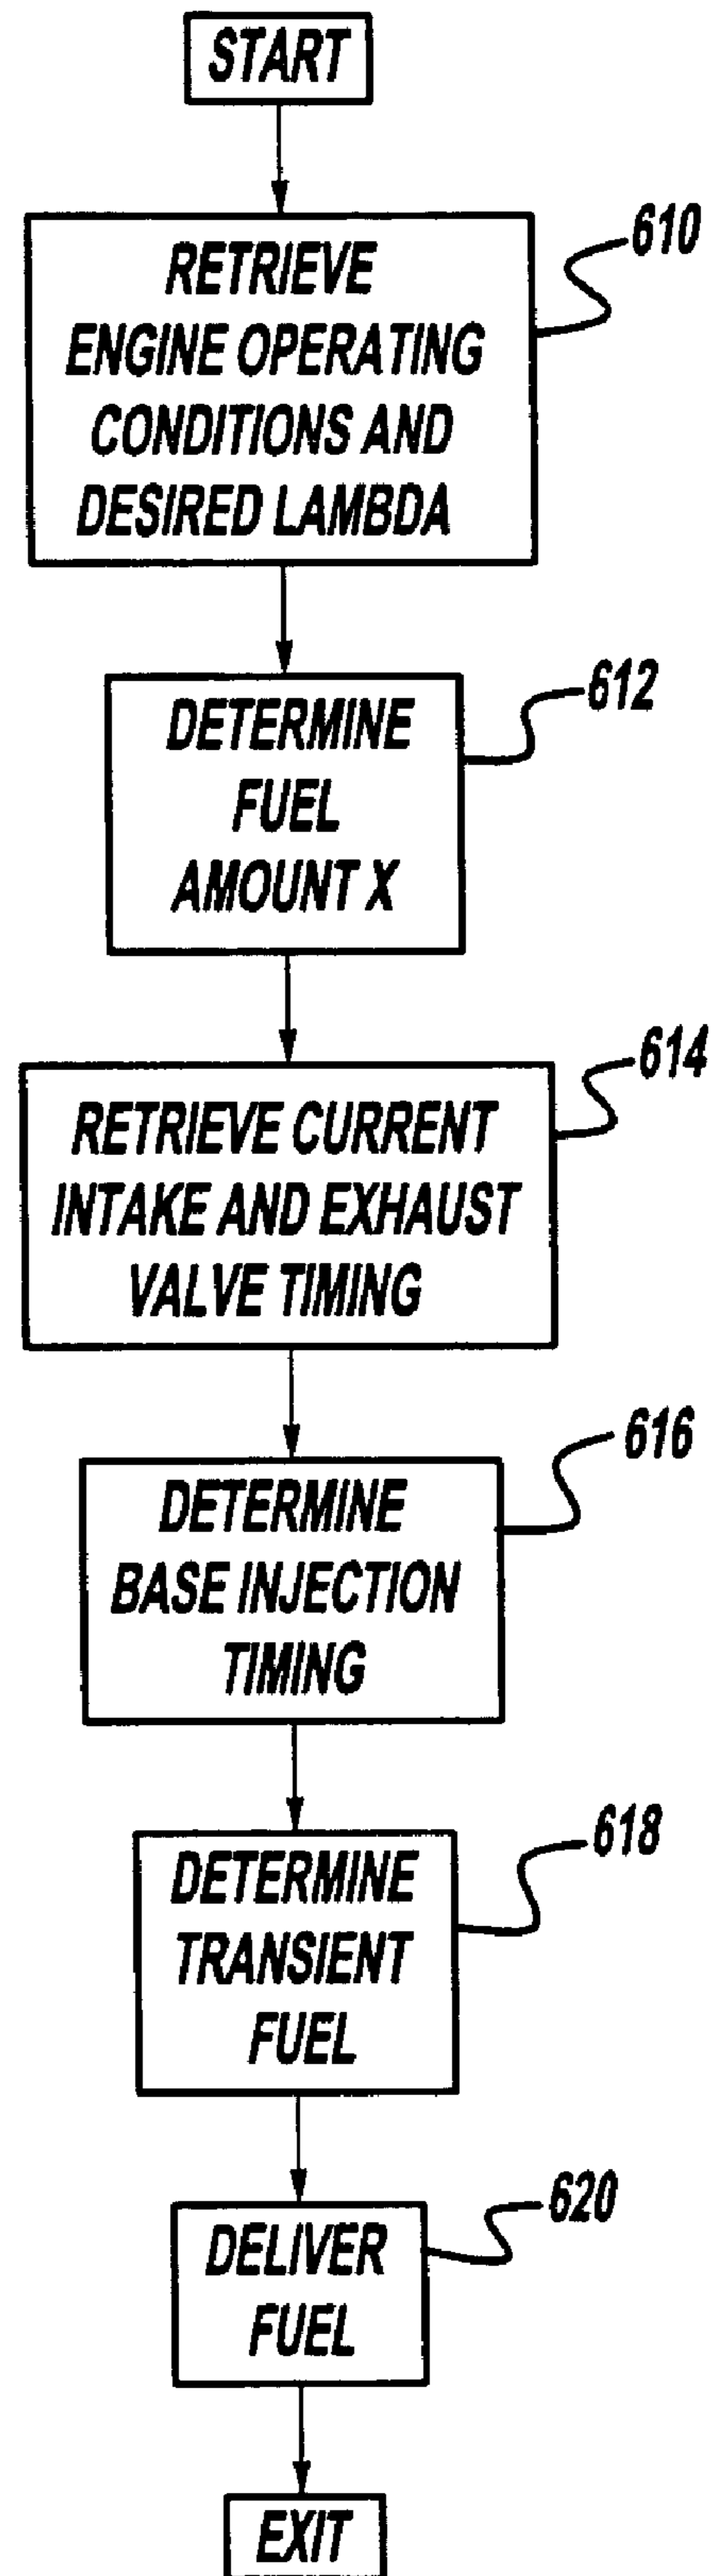 START
610
RETRIEVE
ENGINE OPERATING
CONDITIONS AND
DESIRED LAMBDA
612
DETERMINE
FUEL
AMOUNT X
614
RETRIEVE CURRENT
INTAKE AND EXHAUST
VALVE TIMING
616
DETERMINE
BASE INJECTION
TIMING
618
DETERMINE
TRANSIENT
FUEL
620
DELIVER
FUEL
EXIT